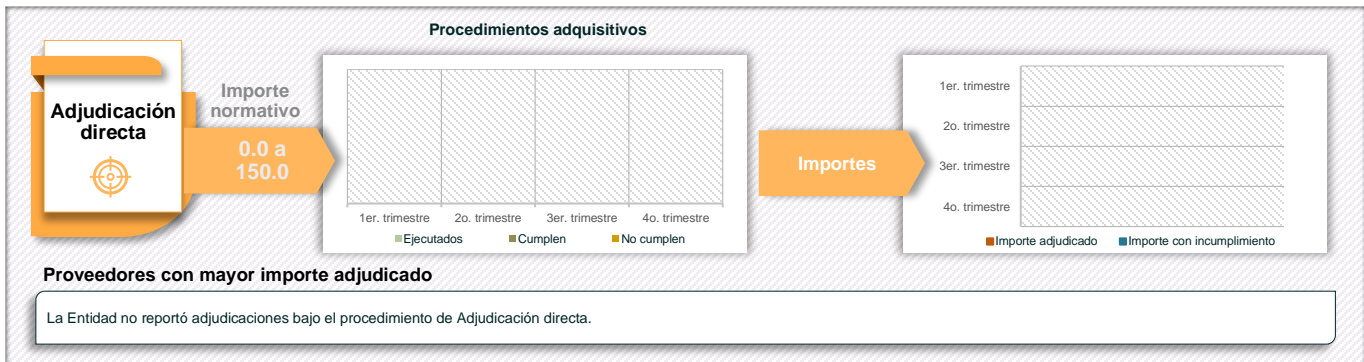 Procedimientos adquisitivos
Adjudicación
directa
Importe
normativo
0.0 a
150.0
1er. trimestre
2o. trimestre
3er. trimestre
4o. trimestre
Ejecutados
Cumplen
No cumplen
Importes
1er. trimestre
2o. trimestre
3er. trimestre
4o. trimestre
Importe adjudicado
Importe con incumplimiento
Proveedores con mayor importe adjudicado
La Entidad no reportó adjudicaciones bajo el procedimiento de Adjudicación directa.